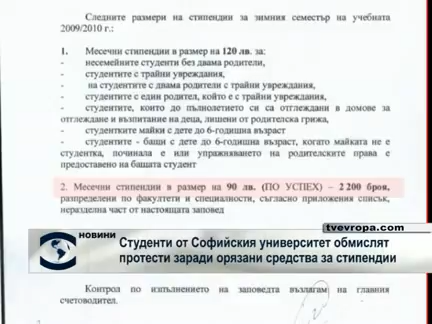 Следните размери на стипендии за зимния семестър на учебната
2009/2010 г.:
1. Месечни стипендии в размер на 120 лв. за:
- несемейните студенти без двама родители,
- студентите с трайни увреждания,
- на студентите с двама родители с трайни увреждания,
- студентите с един родител, който е с трайни увреждания,
- студентите, които до пълнолетието си са отглеждани в домове за
отглеждане и възпитание на деца, лишени от родителска грижа,
- студентките майки с дете до 6-годишна възраст
- студентите - бащи с дете до 6-годишна възраст, когато майката не е
студентка, починала е или упражняването на родителските права е
предоставено на бащата студент
2. Месечни стипендии в размер на 90 лв. (ПО УСПЕХ) – 2 200 броя,
разпределени по факултети и специалности, съгласно приложения списък,
неразделна част от настоящата заповед
tvevropa.com
НОВИНИ
Студенти от Софийския университет обмислят
протести заради орязани средства за стипендии
Контрол по изпълнението на заповедта възлагам на главния
счетоводител.